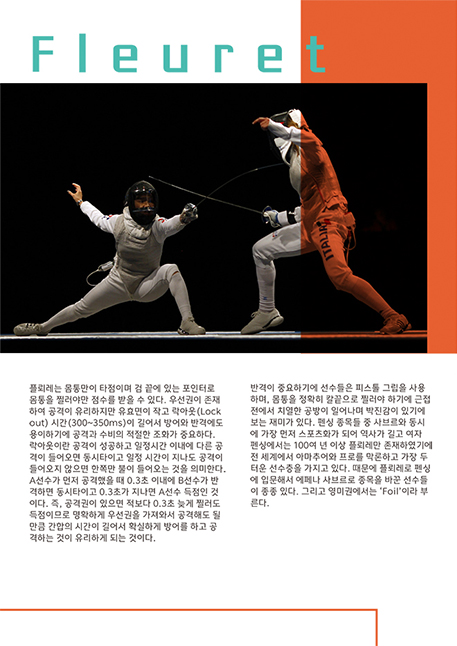 Fleuret
ITALIA
플뢰레는 몸통만이 타점이며 검 끝에 있는 포인터로
몸통을 찔러야만 점수를 받을 수 있다. 우선권이 존재
하여 공격이 유리하지만 유효면이 작고 락아웃(Lock
out) 시간(300~350ms)이 길어서 방어와 반격에도
용이하기에 공격과 수비의 적절한 조화가 중요하다.
락아웃이란 공격이 성공하고 일정시간 이내에 다른 공
격이 들어오면 동시타이고 일정 시간이 지나도 공격이
들어오지 않으면 한쪽만 불이 들어오는 것을 의미한다.
A선수가 먼저 공격했을 때 0.3초 이내에 B선수가 반
격하면 동시타이고 0.3초가 지나면 A선수 득점인 것
이다. 즉, 공격권이 있으면 적보다 0.3초 늦게 찔러도
득점이므로 명확하게 우선권을 가져와서 공격해도 될
만큼 간합의 시간이 길어서 확실하게 방어를 하고 공
격하는 것이 유리하게 되는 것이다.
반격이 중요하기에 선수들은 피스톨 그립을 사용
하며, 몸통을 정확히 칼끝으로 찔러야 하기에 근접
전에서 치열한 공방이 일어나며 박진감이 있기에
보는 재미가 있다. 펜싱 종목들 중 사브르와 동시
에 가장 먼저 스포츠화가 되어 역사가 길고 여자
펜싱에서는 100여 년 이상 플뢰레만 존재하였기에
전 세계에서 아마추어와 프로를 막론하고 가장 두
터운 선수층을 가지고 있다. 때문에 플뢰레로 펜싱
에 입문해서 에페나 사브르로 종목을 바꾼 선수들
이 종종 있다. 그리고 영미권에서는 'Foil'이라 부
른다.